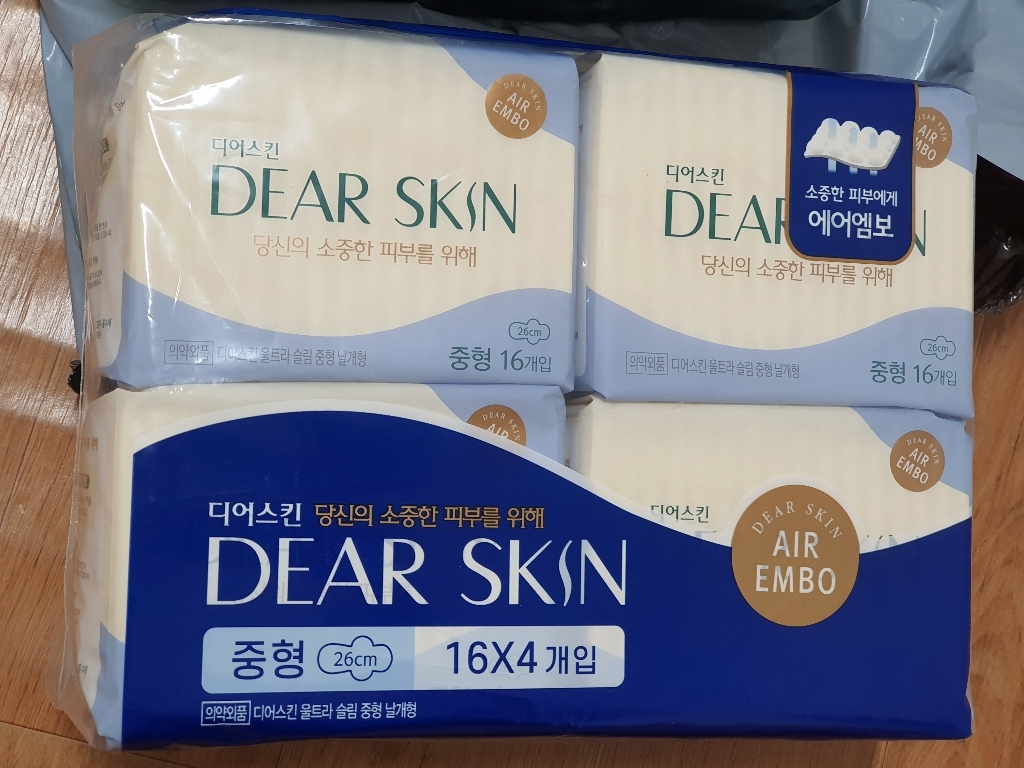 DEAR SKIN
AIR
EMBO
디어스킨
DEAR SKIN
당신의 소중한 피부를 위해
26cm
의약외품 디어스킨 울트라 슬림 중형 날개형
중형 16개입
DEAR SKIN
AIR
MBO
소중한 피부에게
에어엠보
디어스킨
DEAR N
당신의 소중한 피부를 위해
26cm
의약외품 디어스킨 울트라 슬림 중형 날개형
중형 16개입
DEAR SKIN
AIR
DEAR SKIN
AIR
EMBO
디어스킨
디어스킨 당신의 소중한 피부를 위해
DEAR SKIN
DEAR SKIN
AIR
EMBO
중형 26cm 16X4개입
의약외품 디어스킨 울트라 슬림 중형 날개형